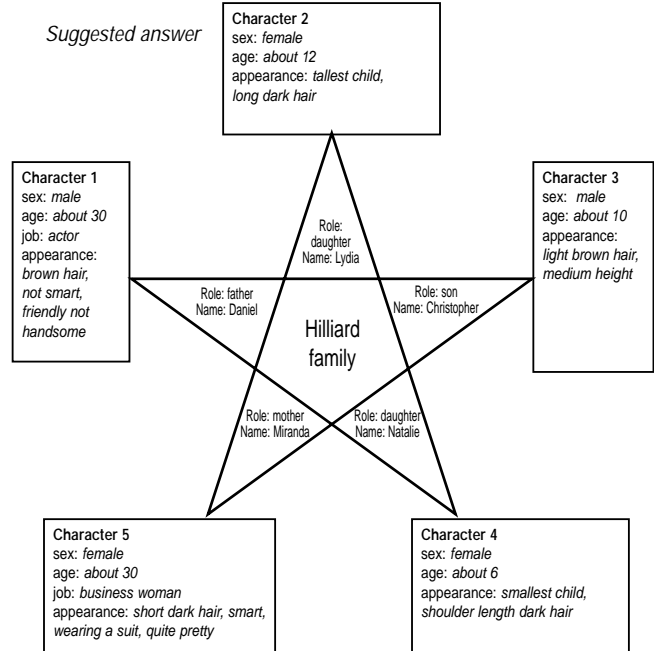 Suggested answer
Character 2
sex: female
age: about 12
appearance: tallest child,
long dark hair
Character 1
sex: male
age: about 30
job: actor
appearance:
brown hair,
not smart,
friendly not
handsome
Character 3
sex: male
age: about 10
appearance:
light brown hair,
medium height
Role:
daughter
Name: Lydia
Role: father
Name: Daniel
Role: son
Name: Christopher
Hilliard
family
Role: mother
Name: Miranda
Role: daughter
Name: Natalie
Character 5
sex: female
age: about 30
job: business woman
appearance: short dark hair, smart,
wearing a suit, quite pretty
Character 4
sex: female
age: about 6
appearance: smallest child,
shoulder length dark hair